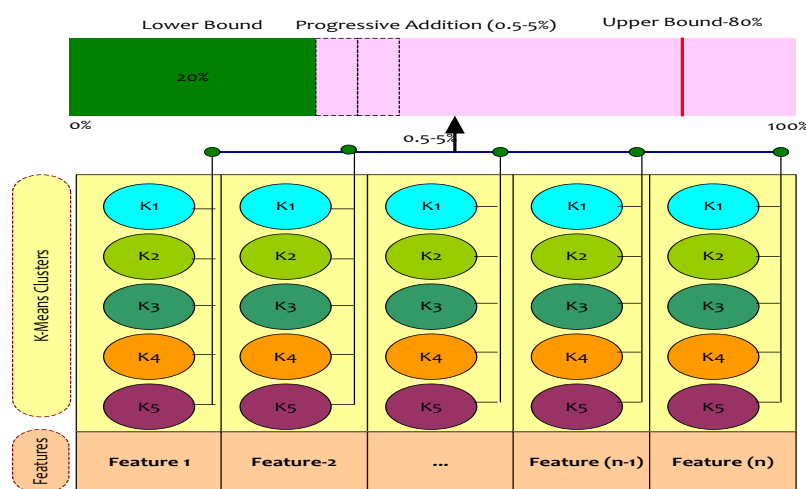 Lower Bound Progressive Addition (0.5-5%) Upper Bound-80%
20%
0% 100%
0.5-5%
K-Means Clusters
K1 K1 K1 K1 K1
K2 K2 K2 K2 K2
K3 K3 K3 K3 K3
K4 K4 K4 K4 K4
K5 K5 K5 K5 K5
Features
Feature 1 Feature-2 ... Feature (n-1) Feature (n)